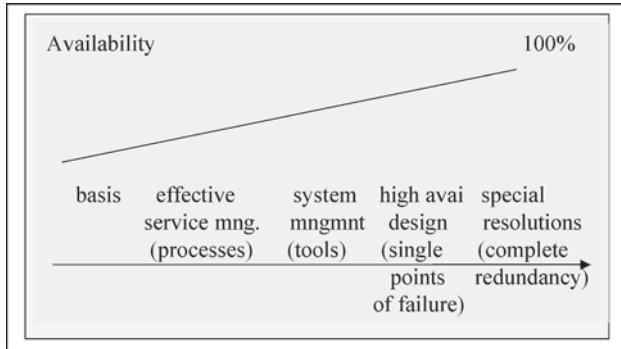 Availability 100%
basis effective system high avai special
service mng. mngmnt design resolutions
(processes) (tools) (single (complete
points redundancy)
of failure)